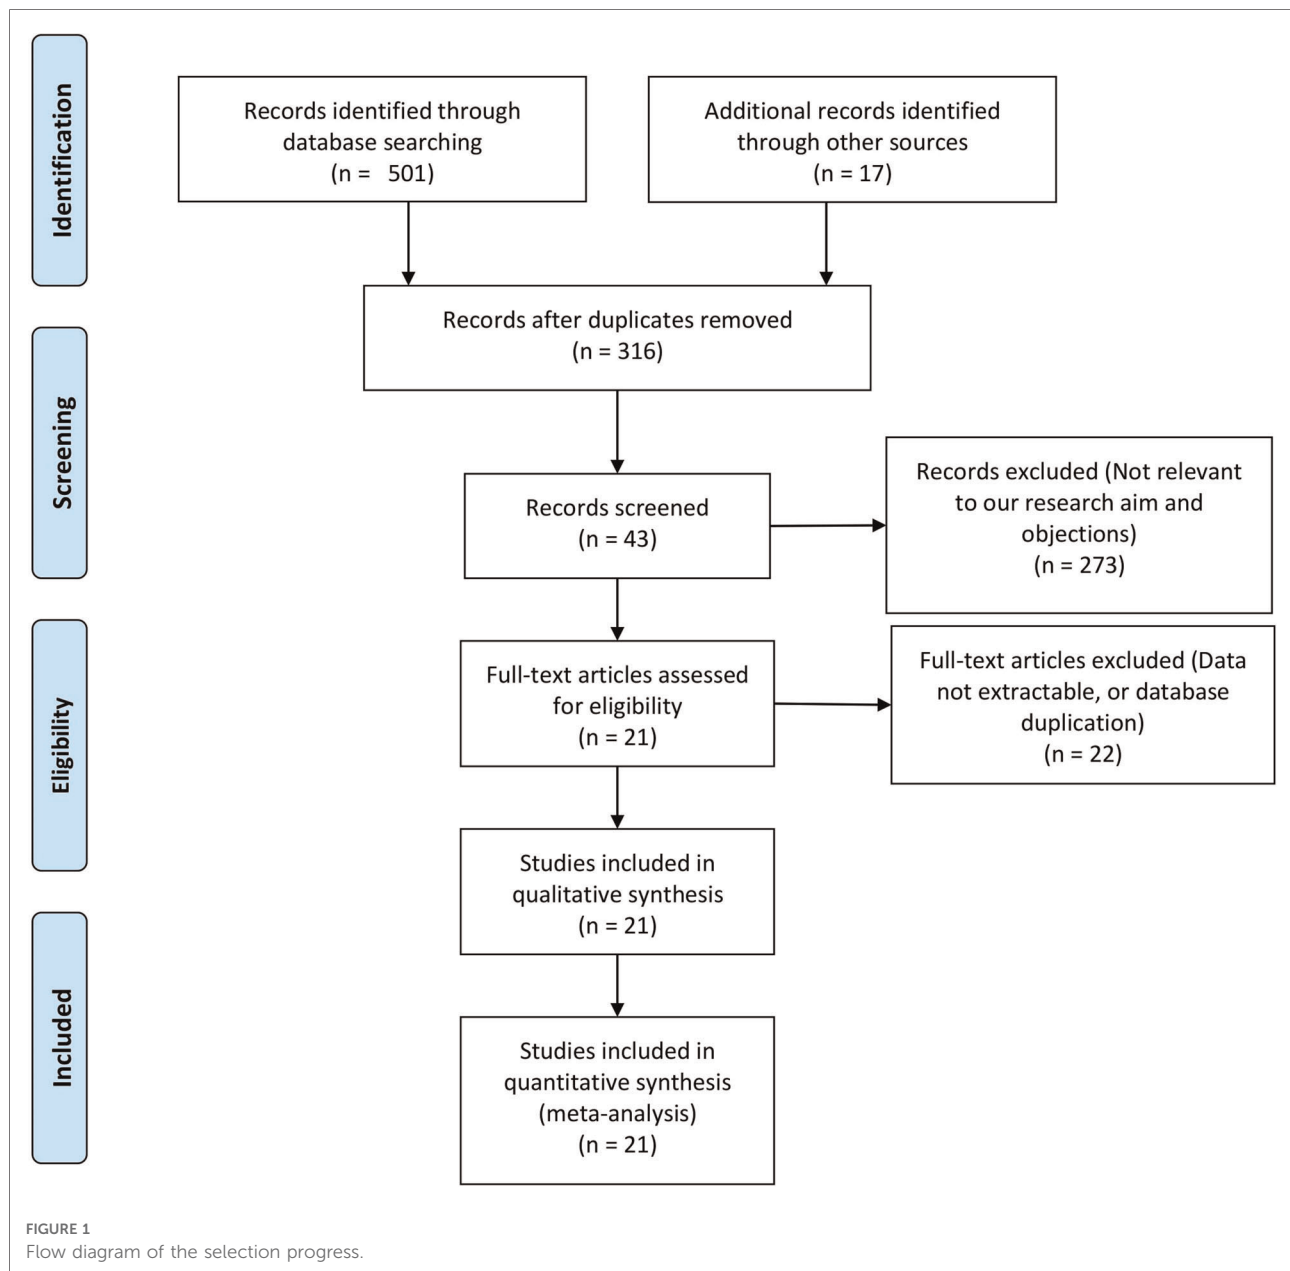 Identification
Records identified through
database searching
(n =   501)
Additional records identified
through other sources
(n = 17)
Records after duplicates removed
(n = 316)
Screening
Records screened
(n = 43)
Records excluded (Not relevant
to our research aim and
objections)
(n = 273)
Eligibility
Full-text articles assessed
for eligibility
(n = 21)
Full-text articles excluded (Data
not extractable, or database
duplication)
(n = 22)
Studies included in
qualitative synthesis
(n = 21)
Included
Studies included in
quantitative synthesis
(meta-analysis)
(n = 21)
FIGURE 1
Flow diagram of the selection progress.